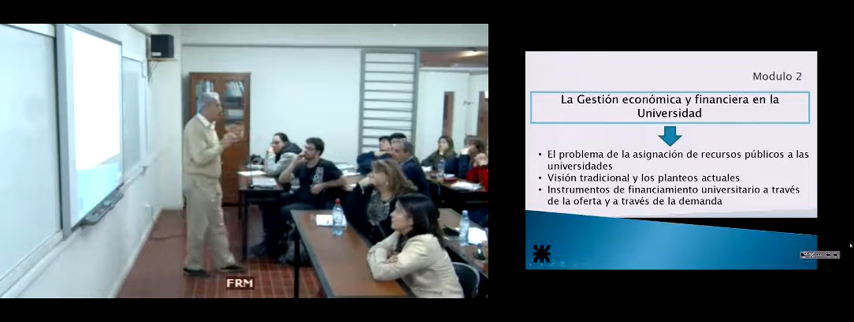 Modulo 2
La Gestión económica y financiera en la
Universidad
• El problema de la asignación de recursos públicos a las
universidades
• Visión tradicional y los planteos actuales
• Instrumentos de financiamiento universitario a través
de la oferta y a través de la demanda
FRM